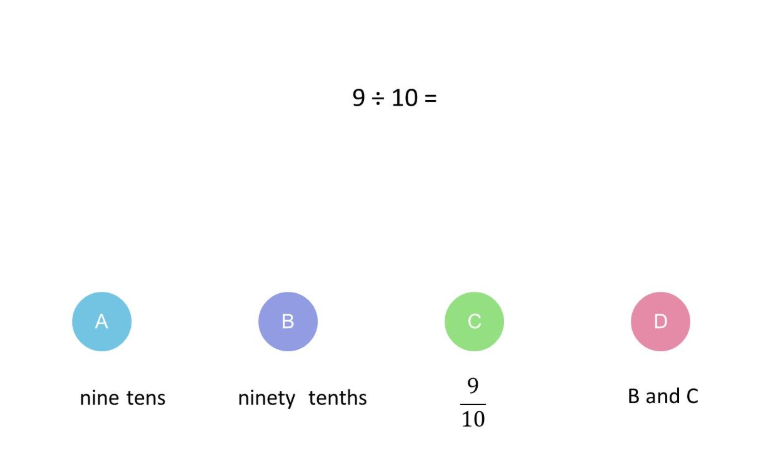 9 ÷ 10 =
A B C D
nine tens ninety tenths 9/10 B and C